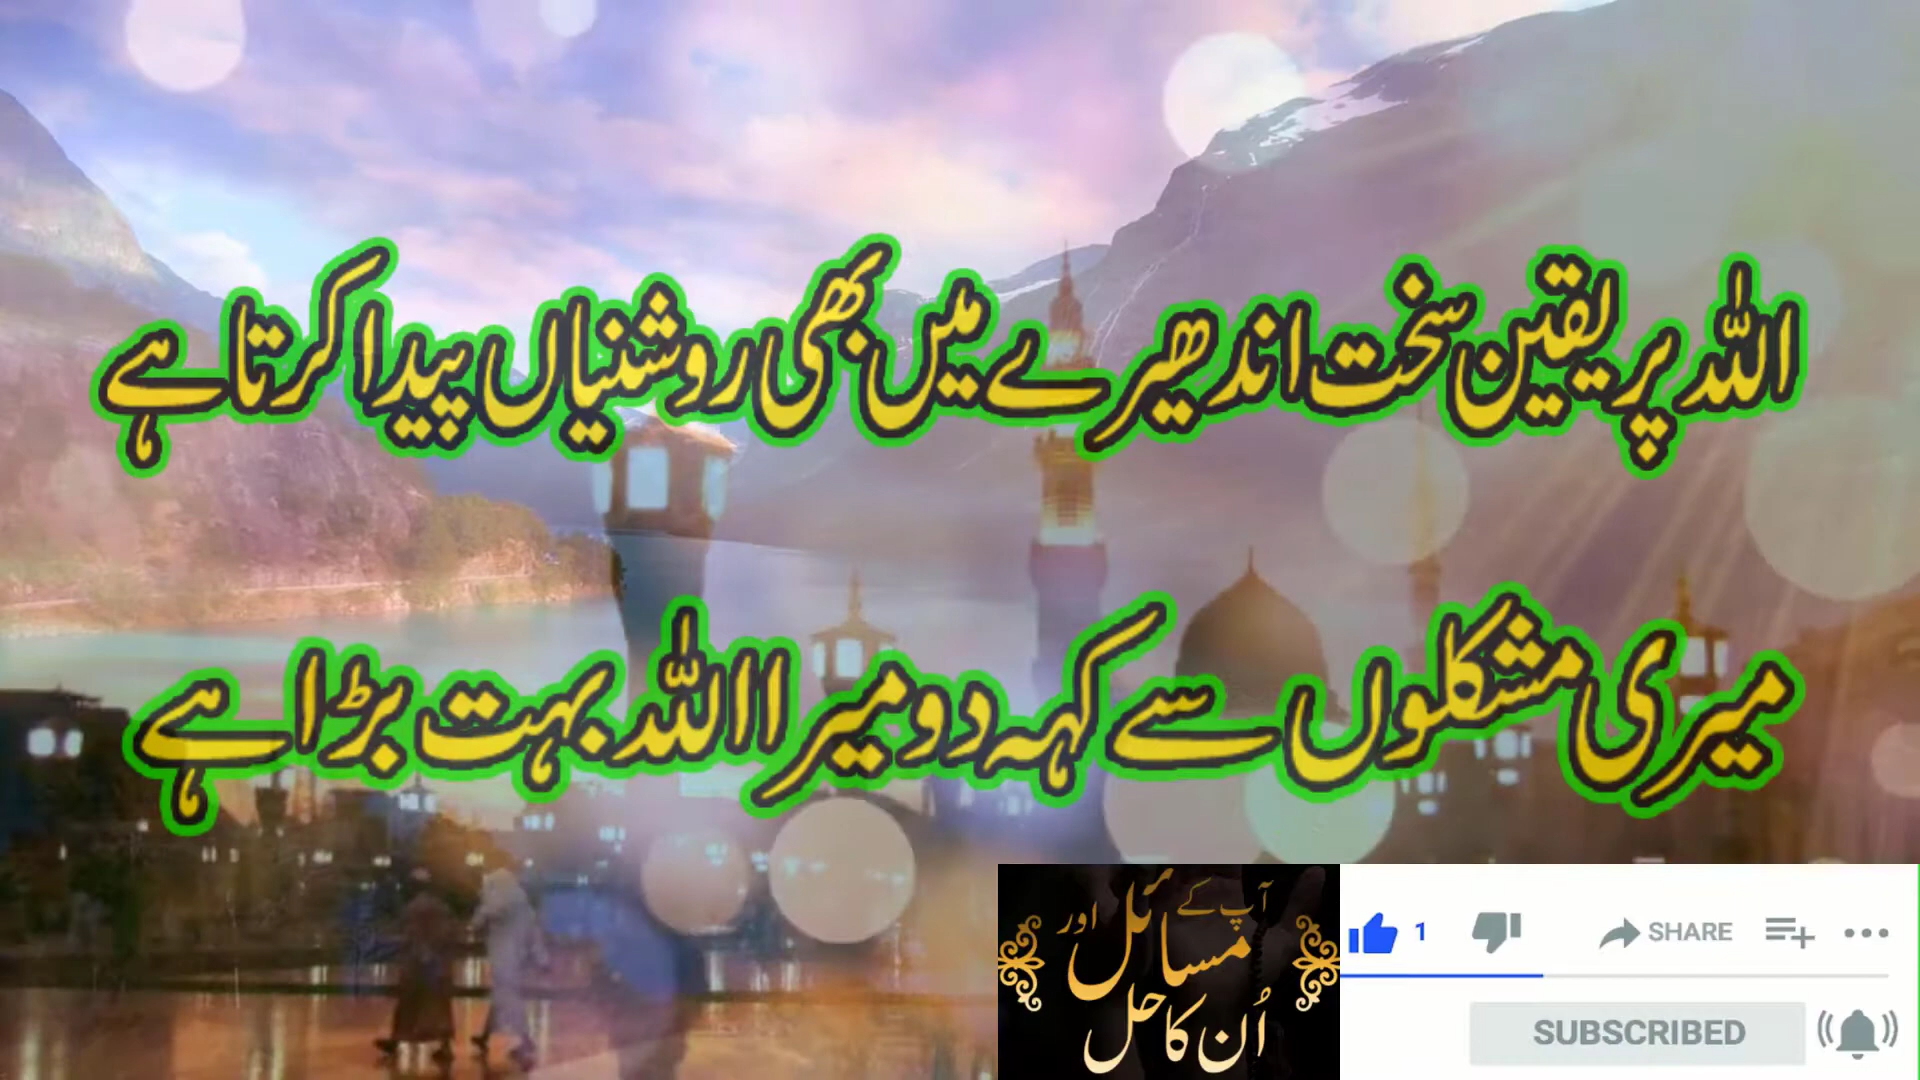 اللہ پر یقین سخت اندھیرے میں بھی روشنیاں پیدا کرتا ہے
میری مشکلوں سے کہہ دو میرا اللہ بہت بڑا ہے
آپ کے
مسائل اور
اُن کا حل
1 SHARE
SUBSCRIBED